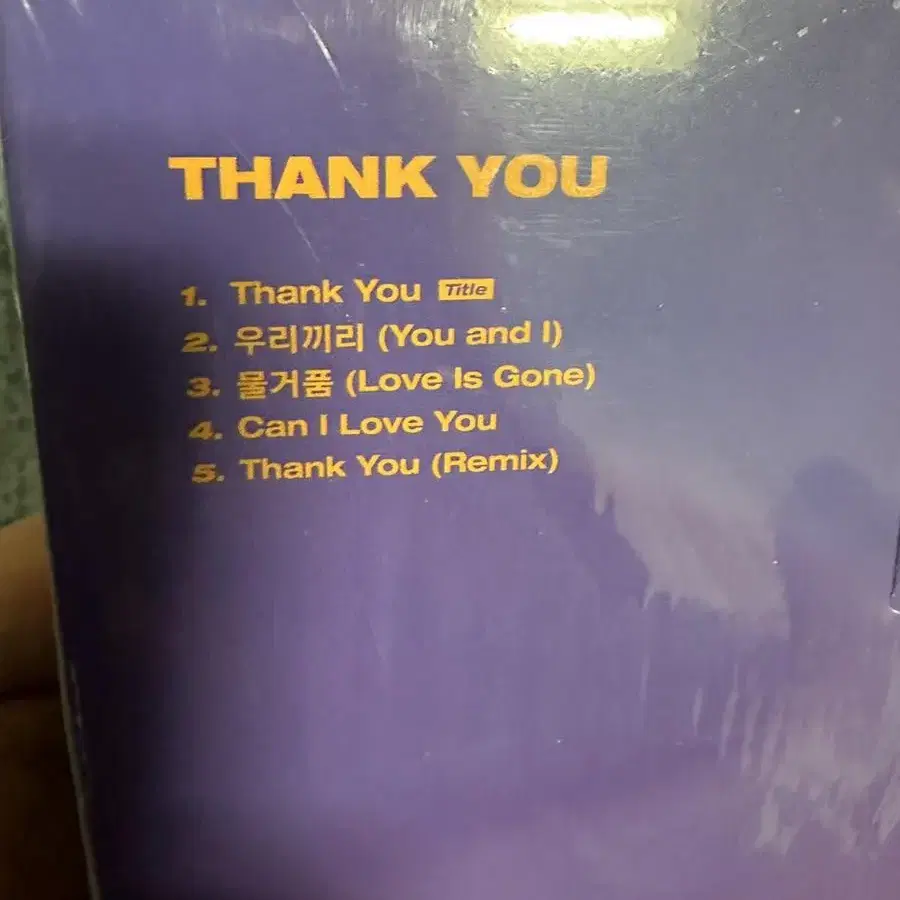 THANK YOU
1. Thank You Title
2. 우리끼리 (You and I)
3. 물거품 (Love Is Gone)
4. Can I Love You
5. Thank You (Remix)